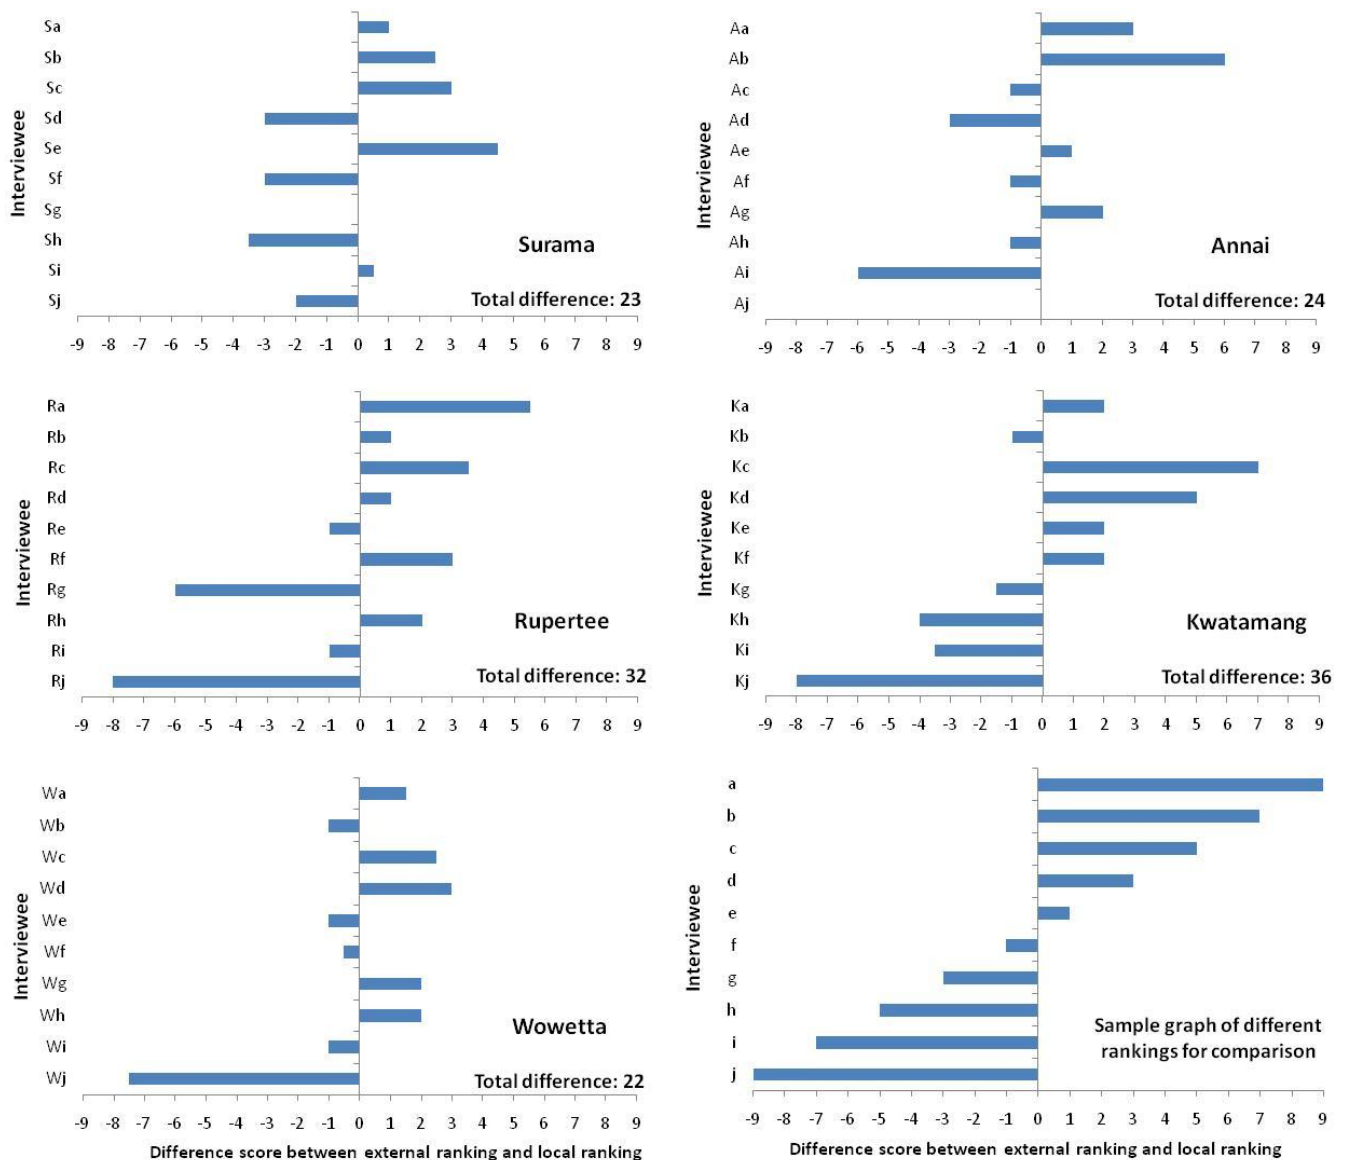 Interviewee
Sa
Sb
Sc
Sd
Se
Sf
Sg
Sh
Si
Sj
Surama
Total difference: 23
-9 -8 -7 -6 -5 -4 -3 -2 -1 0 1 2 3 4 5 6 7 8 9
Interviewee
Aa
Ab
Ac
Ad
Ae
Af
Ag
Ah
Ai
Aj
Annai
Total difference: 24
-9 -8 -7 -6 -5 -4 -3 -2 -1 0 1 2 3 4 5 6 7 8 9
Interviewee
Ra
Rb
Rc
Rd
Re
Rf
Rg
Rh
Ri
Rj
Rupertee
Total difference: 32
-9 -8 -7 -6 -5 -4 -3 -2 -1 0 1 2 3 4 5 6 7 8 9
Interviewee
Ka
Kb
Kc
Kd
Ke
Kf
Kg
Kh
Ki
Kj
Kwatamang
Total difference: 36
-9 -8 -7 -6 -5 -4 -3 -2 -1 0 1 2 3 4 5 6 7 8 9
Interviewee
Wa
Wb
Wc
Wd
We
Wf
Wg
Wh
Wi
Wj
Wowetta
Total difference: 22
-9 -8 -7 -6 -5 -4 -3 -2 -1 0 1 2 3 4 5 6 7 8 9
Difference score between external ranking and local ranking
Interviewee
a
b
c
d
e
f
g
h
i
j
Sample graph of different
rankings for comparison
-9 -8 -7 -6 -5 -4 -3 -2 -1 0 1 2 3 4 5 6 7 8 9
Difference score between external ranking and local ranking